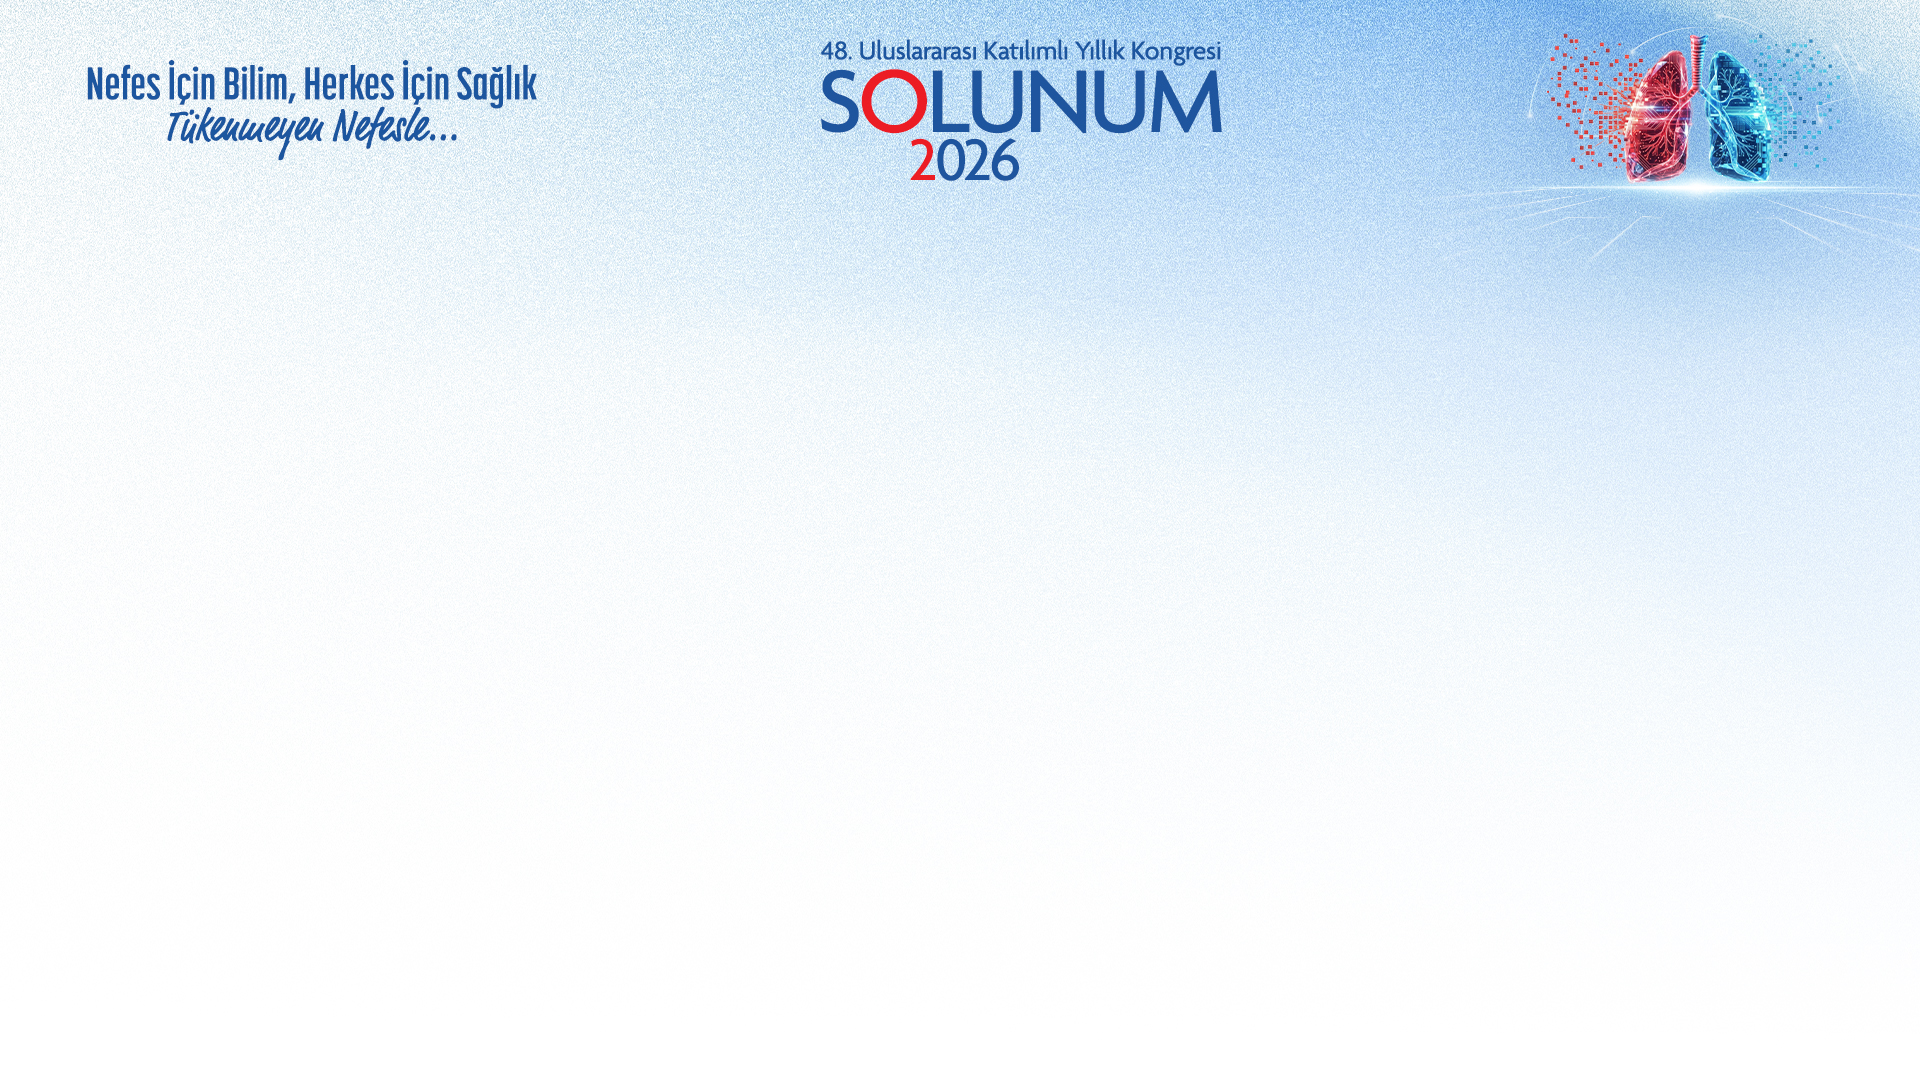 Nefes İçin Bilim, Herkes İçin Sağlık
Tükenmeyen Nefesle...
48. Uluslararası Katılımlı Yıllık Kongresi
SOLUNUM
2026